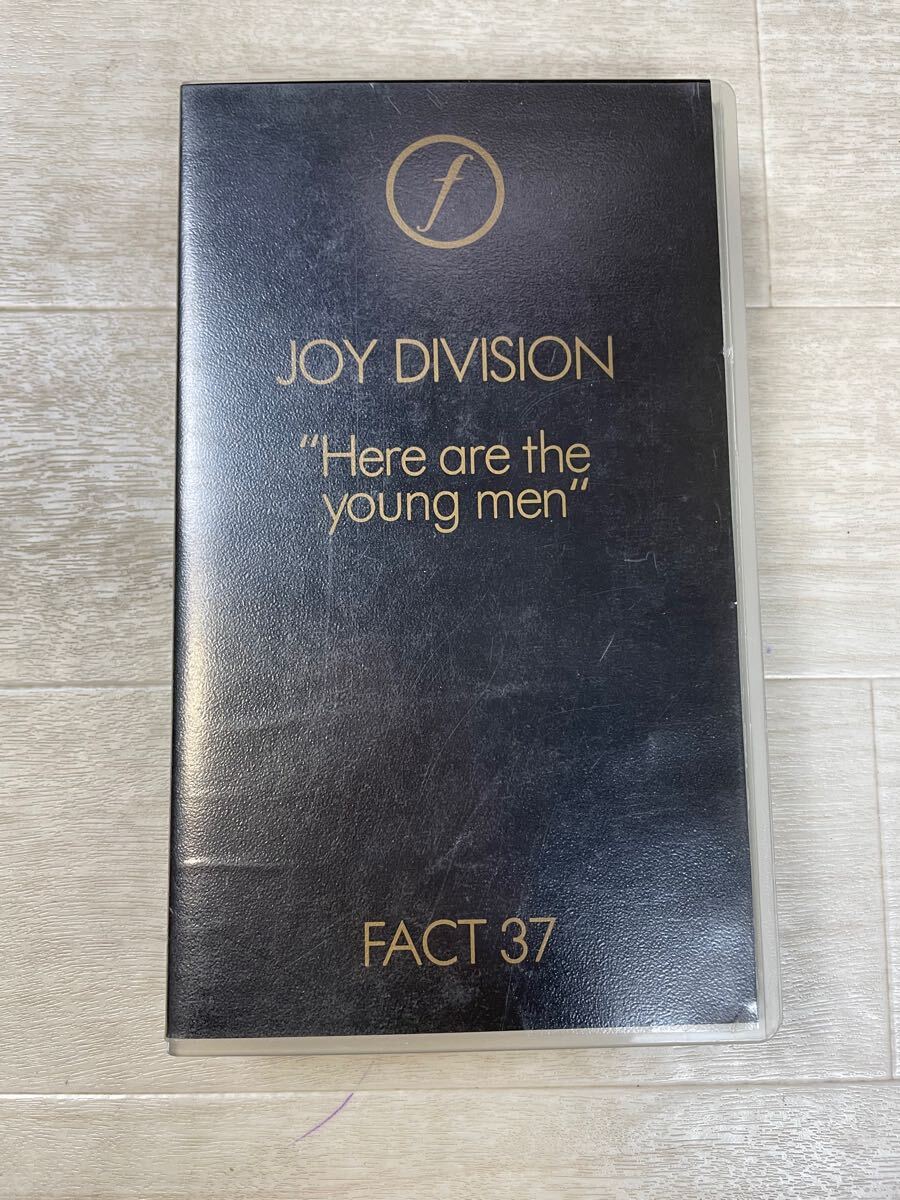 f
JOY DIVISION
"Here are the
young men"
FACT 37